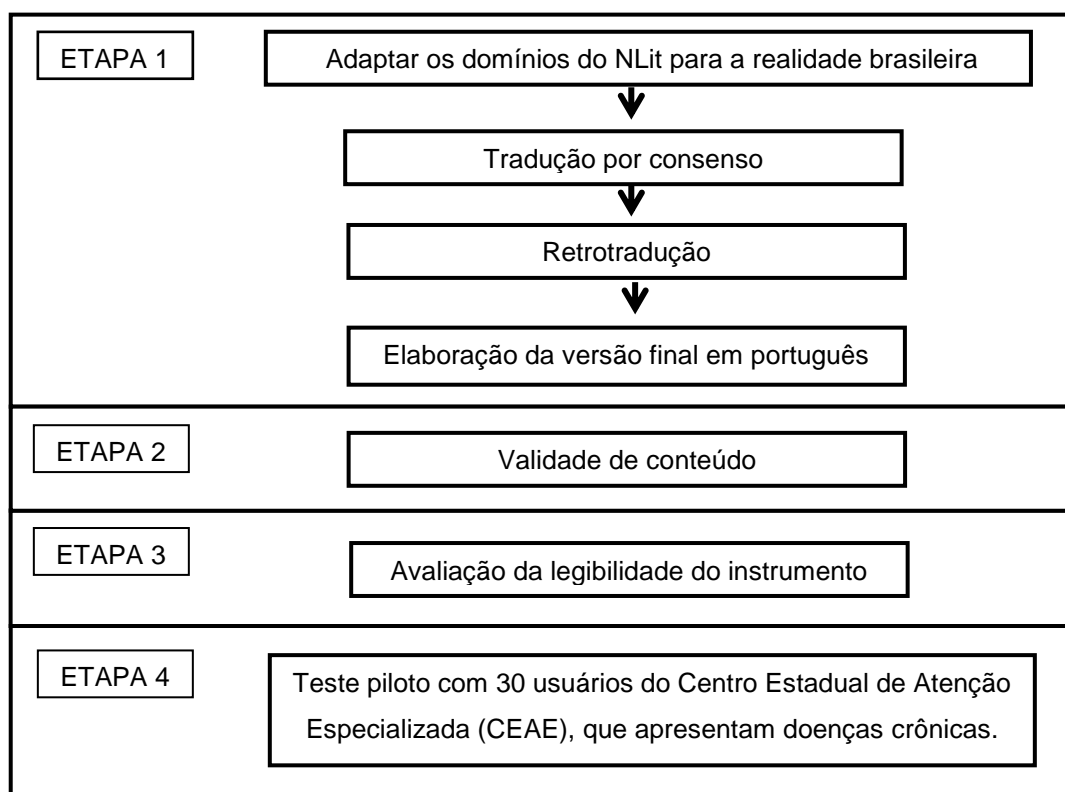 ETAPA 1
Adaptar os domínios do NLit para a realidade brasileira
Tradução por consenso
Retrotradução
Elaboração da versão final em português
ETAPA 2
Validade de conteúdo
ETAPA 3
Avaliação da legibilidade do instrumento
ETAPA 4
Teste piloto com 30 usuários do Centro Estadual de Atenção
Especializada (CEAE), que apresentam doenças crônicas.